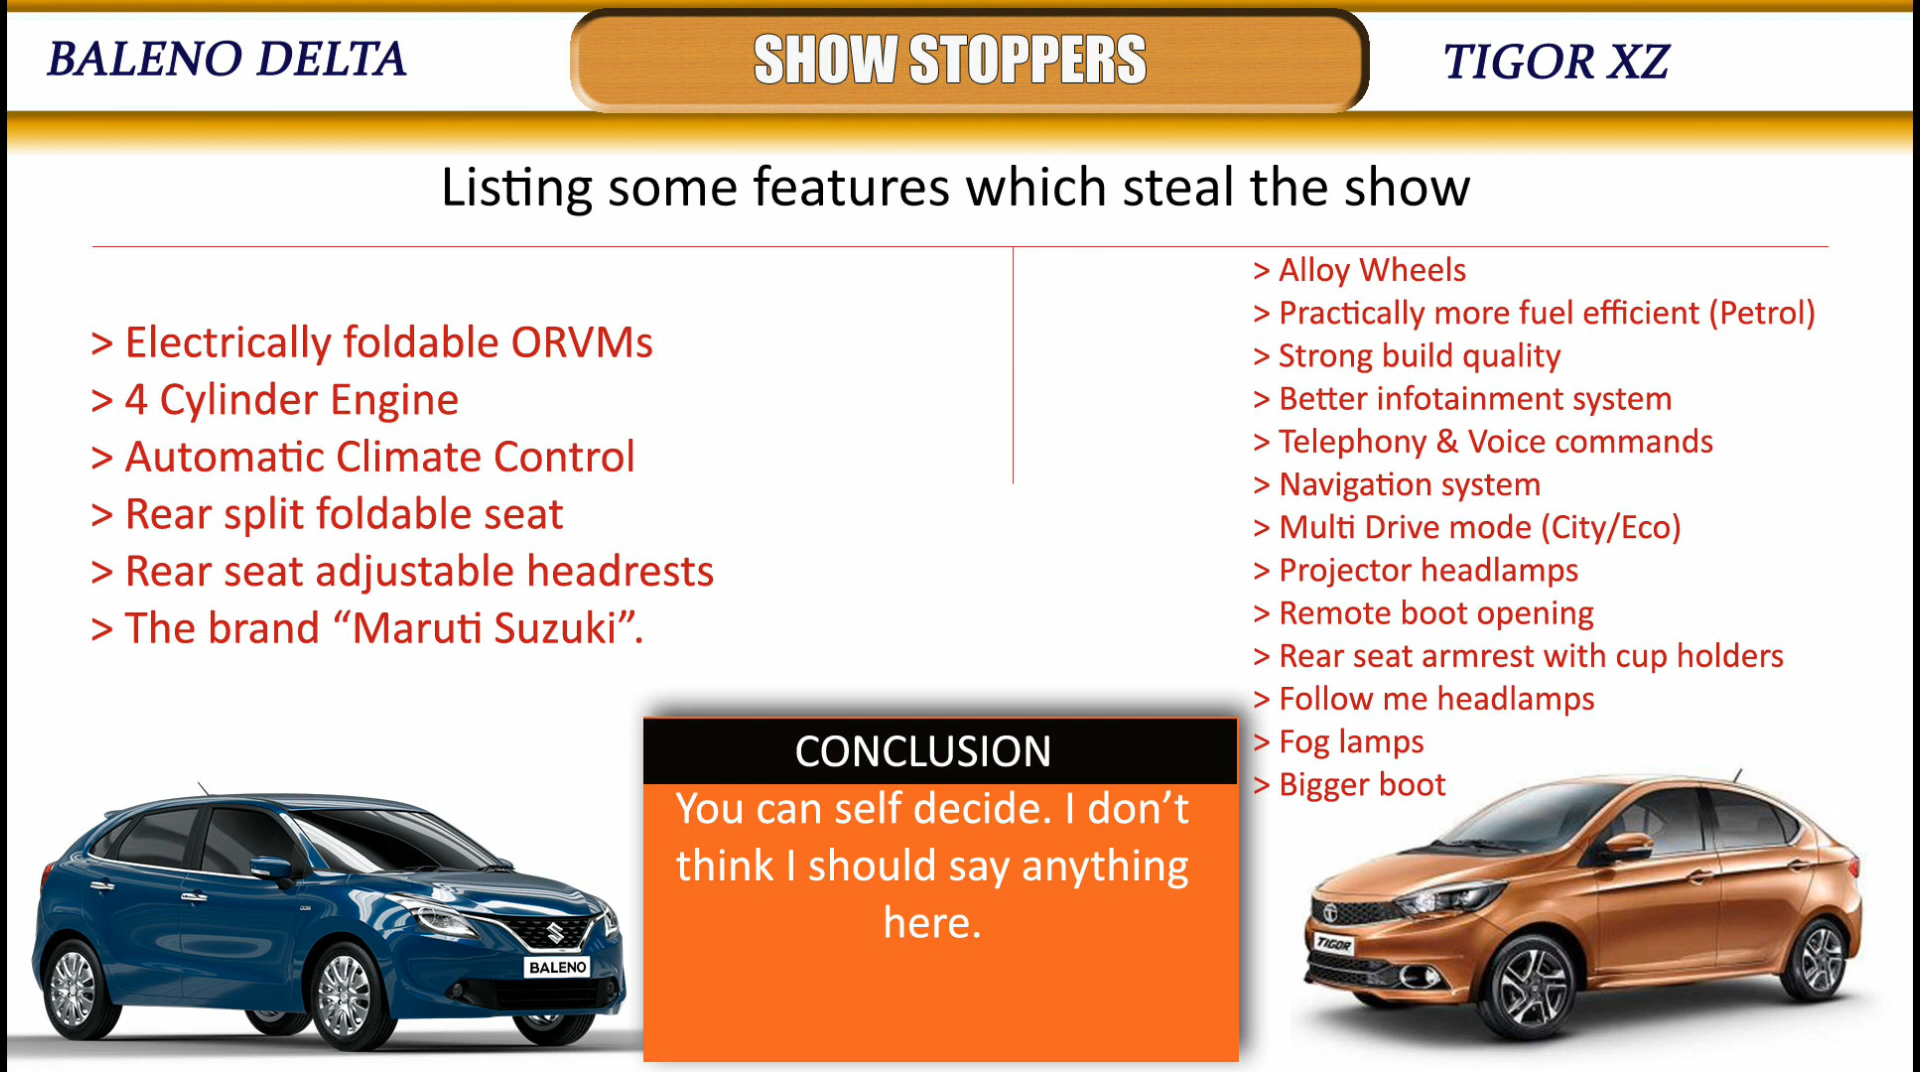 BALENO DELTA
SHOW STOPPERS
TIGOR XZ
Listing some features which steal the show
> Electrically foldable ORVMs
> 4 Cylinder Engine
> Automatic Climate Control
> Rear split foldable seat
> Rear seat adjustable headrests
> The brand “Maruti Suzuki”.
> Alloy Wheels
> Practically more fuel efficient (Petrol)
> Strong build quality
> Better infotainment system
> Telephony & Voice commands
> Navigation system
> Multi Drive mode (City/Eco)
> Projector headlamps
> Remote boot opening
> Rear seat armrest with cup holders
> Follow me headlamps
> Fog lamps
> Bigger boot
CONCLUSION
You can self decide. I don’t
think I should say anything
here.
BALENO
TIGOR